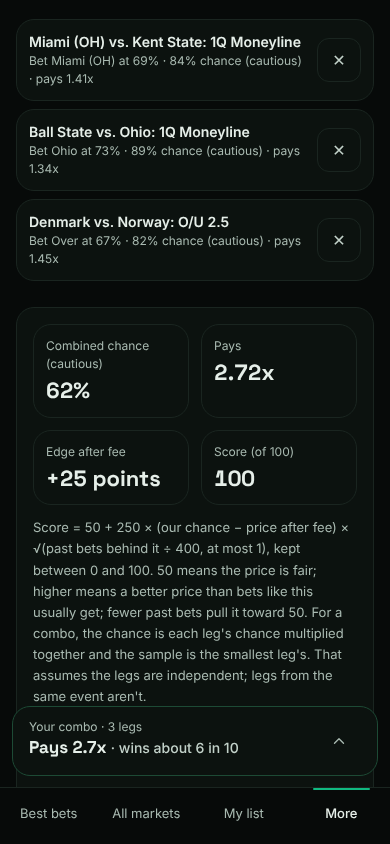 Miami (OH) vs. Kent State: 1Q Moneyline
Bet Miami (OH) at 69% · 84% chance (cautious)
· pays 1.41x
✕
Ball State vs. Ohio: 1Q Moneyline
Bet Ohio at 73% · 89% chance (cautious) · pays
1.34x
✕
Denmark vs. Norway: O/U 2.5
Bet Over at 67% · 82% chance (cautious) · pays
1.45x
✕
Combined chance
(cautious)
62%
Pays
2.72x
Edge after fee
+25 points
Score (of 100)
100
Score = 50 + 250 × (our chance − price after fee) ×
√(past bets behind it ÷ 400, at most 1), kept
between 0 and 100. 50 means the price is fair;
higher means a better price than bets like this
usually get; fewer past bets pull it toward 50. For a
combo, the chance is each leg's chance multiplied
together and the sample is the smallest leg's. That
assumes the legs are independent; legs from the
same event aren't.
Your combo · 3 legs
Pays 2.7x · wins about 6 in 10
Best bets
All markets
My list
More